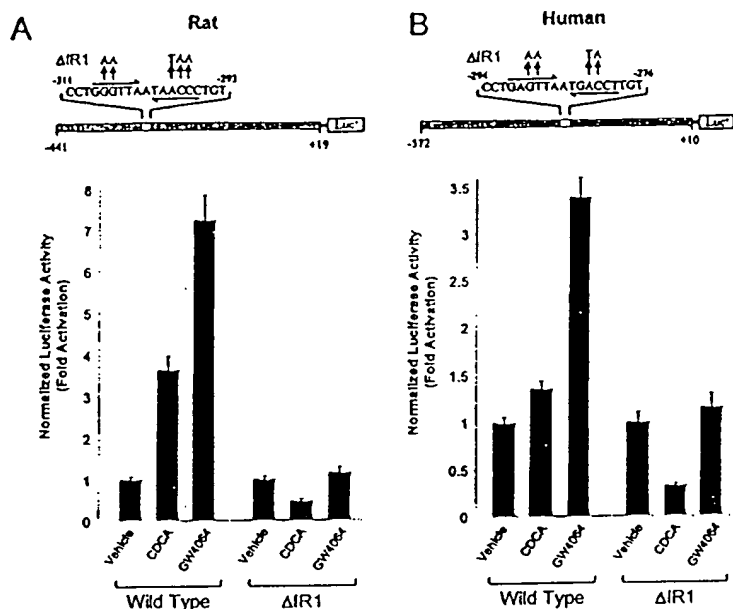 A
Rat
ΔIR1
AA
TAA
-311
-293
CCTGGGTTAATAACCCTGT
-441
+19
Luc+
Normalized Luciferase Activity
(Fold Activation)
8
7
6
5
4
3
2
1
0
Vehicle
CDCA
GW4064
Vehicle
CDCA
GW4064
Wild Type
ΔIR1
B
Human
ΔIR1
AA
TA
-294
-276
CCTGAGTTAATGACCTTGT
-372
+10
Luc+
Normalized Luciferase Activity
(Fold Activation)
3.5
3
2.5
2
1.5
1
0.5
0
Vehicle
CDCA
GW4064
Vehicle
CDCA
GW4064
Wild Type
ΔIR1